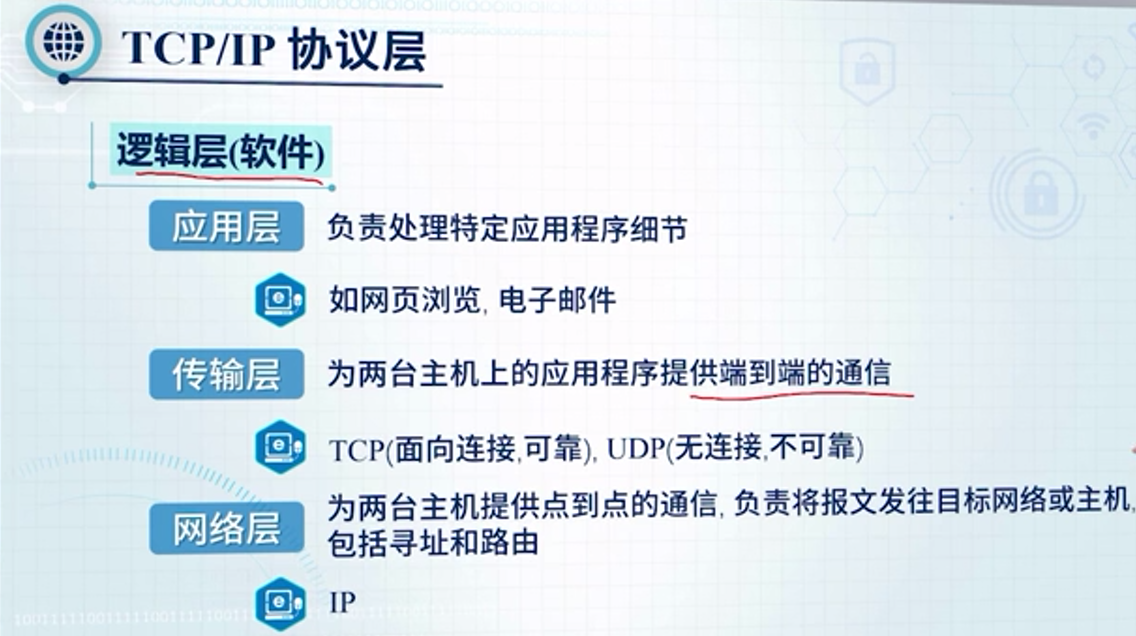 TCP/IP 协议层
逻辑层(软件)
应用层 负责处理特定应用程序细节
如网页浏览, 电子邮件
传输层 为两台主机上的应用程序提供端到端的通信
TCP(面向连接,可靠), UDP(无连接,不可靠)
网络层 为两台主机提供点到点的通信, 负责将报文发往目标网络或主机,
包括寻址和路由
IP